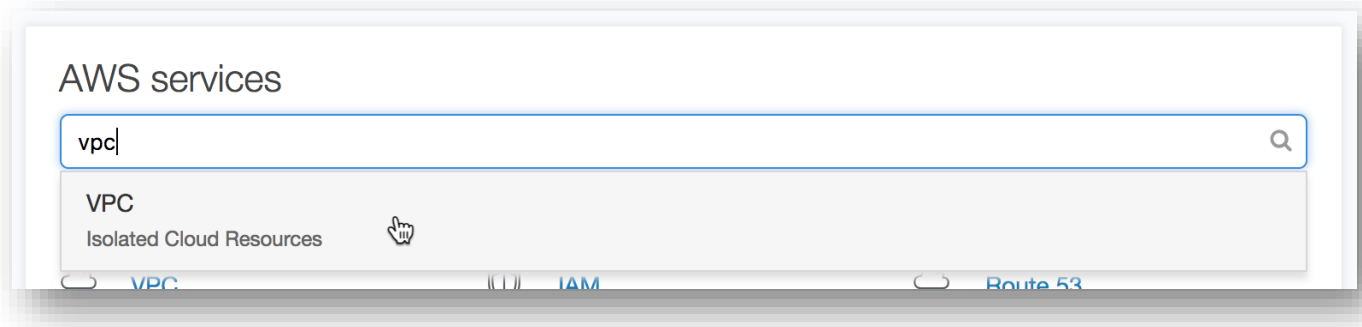 AWS services
vpc
VPC
Isolated Cloud Resources
VPC IAM Route 53